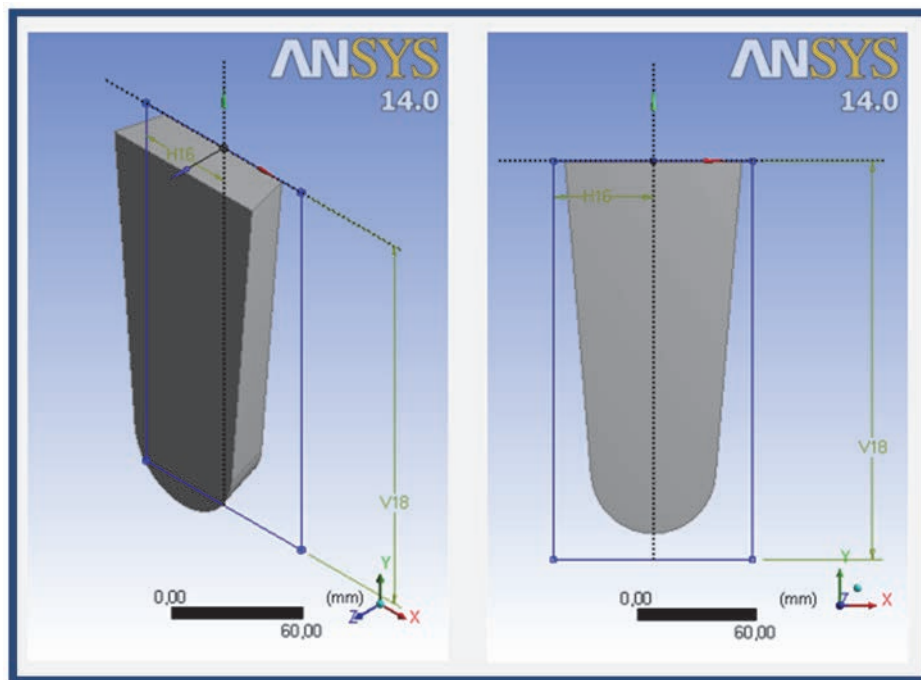 ANSYS
14.0
H16
V18
Y
0,00
(mm)
Z
X
60,00
ANSYS
14.0
H16
V18
Y
0,00
(mm)
Z
X
60,00